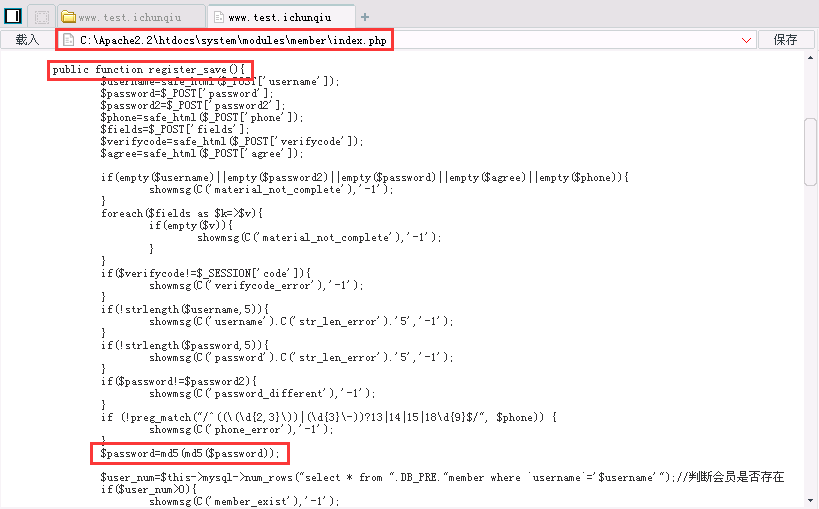 www.test.ichunqiu
www.test.ichunqiu
载入
C:\Apache2.2\htdocs\system\modules\member\index.php
保存
public function register_save(){
$username=safe_html($_POST['username']);
$password=$_POST['password'];
$password2=$_POST['password2'];
$phone=safe_html($_POST['phone']);
$fields=$_POST['fields'];
$verifycode=safe_html($_POST['verifycode']);
$agree=safe_html($_POST['agree']);
if(empty($username)||empty($password2)||empty($password)||empty($agree)||empty($phone)){
showmsg(C('material_not_complete'),'-1');
}
foreach($fields as $k=>$v){
if(empty($v)){
showmsg(C('material_not_complete'),'-1');
}
}
if($verifycode!=$_SESSION['code']){
showmsg(C('verifycode_error'),'-1');
}
if(!strlength($username,5)){
showmsg(C('username').C('str_len_error').'5','-1');
}
if(!strlength($password,5)){
showmsg(C('password').C('str_len_error').'5','-1');
}
if($password!=$password2){
showmsg(C('password_different'),'-1');
}
if (!preg_match("/^((\(\d{2,3}\))|(\d{3}\-))?13|14|15|18\d{9}$/", $phone)) {
showmsg(C('phone_error'),'-1');
}
$password=md5(md5($password));
$user_num=$this->mysql->num_rows("select * from ".DB_PRE."member where `username`='$username'");//判断会员是否存在
if($user_num>0){
showmsg(C('member_exist'),'-1');